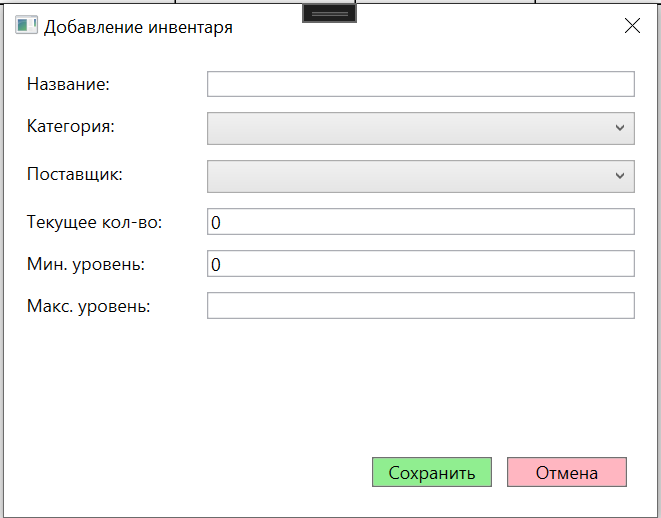 Добавление инвентаря
Название:
Категория:
Поставщик:
Текущее кол-во: 0
Мин. уровень: 0
Макс. уровень:
Сохранить Отмена